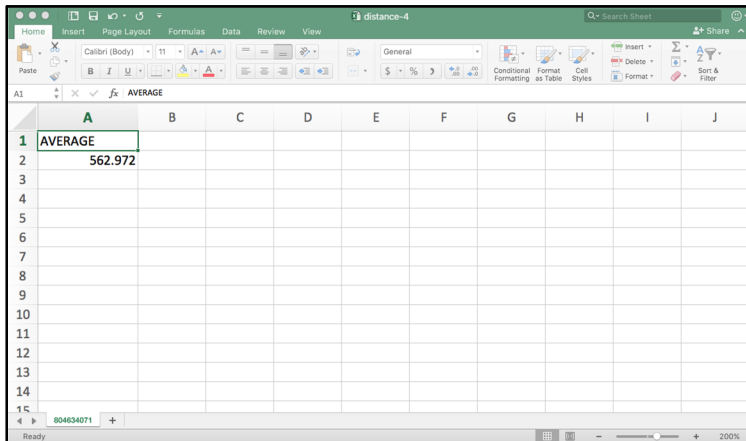 distance-4
Search Sheet
Home Insert Page Layout Formulas Data Review View
Share
Paste
Calibri (Body) 11 A A
B I U A
General
$ % )
Conditional Formatting
Format as Table
Cell Styles
Insert
Delete
Format
Sort & Filter
A1 fx AVERAGE
A B C D E F G H I J
1 AVERAGE
2 562.972
3
4
5
6
7
8
9
10
11
12
13
14
15
804634071 +
Ready
200%